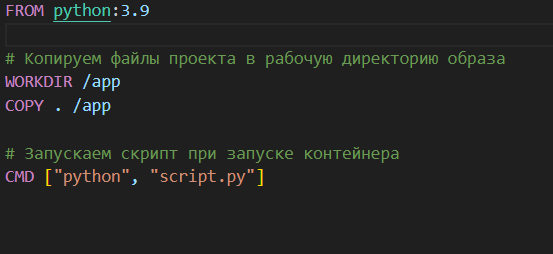 FROM python:3.9
# Копируем файлы проекта в рабочую директорию образа
WORKDIR /app
COPY . /app
# Запускаем скрипт при запуске контейнера
CMD ["python", "script.py"]